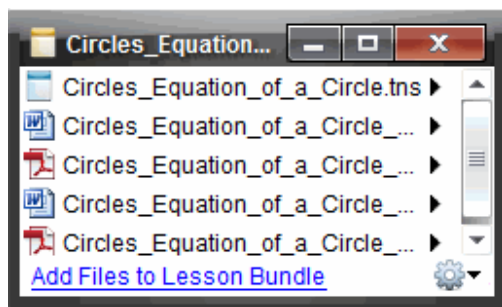 Circles_Equation...
Circles_Equation_of_a_Circle.tns
Circles_Equation_of_a_Circle_...
Circles_Equation_of_a_Circle_...
Circles_Equation_of_a_Circle_...
Circles_Equation_of_a_Circle_...
Add Files to Lesson Bundle